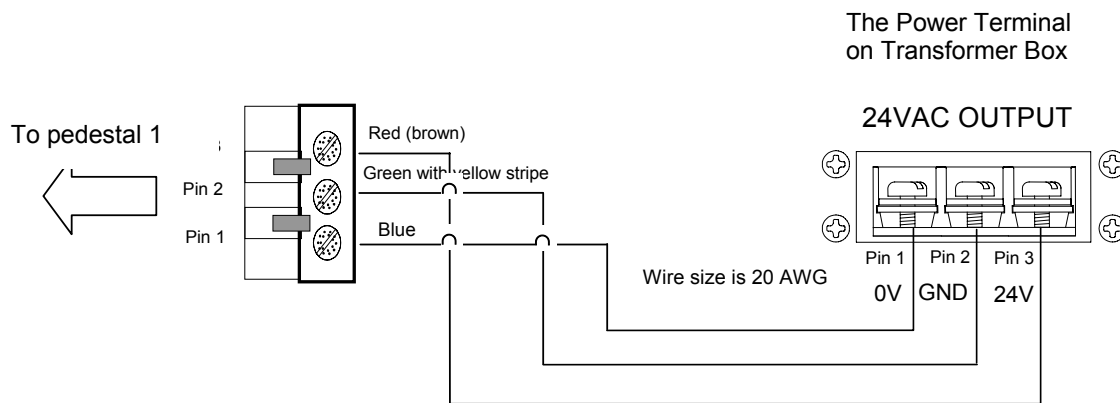 The Power Terminal
on Transformer Box
24VAC OUTPUT
To pedestal 1
Red (brown)
Green with yellow stripe
Pin 2
Pin 1
Blue
Wire size is 20 AWG
Pin 1 Pin 2 Pin 3
0V GND 24V